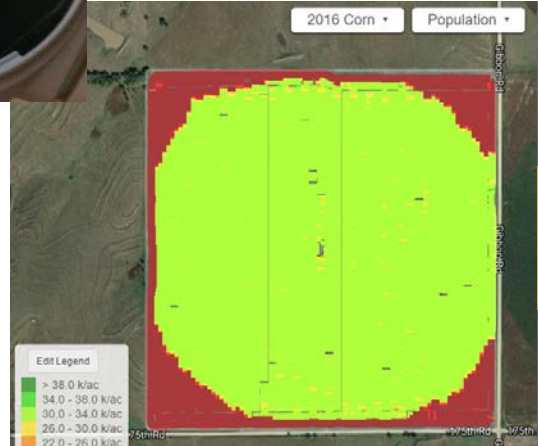 2016 Corn
Population
Gibbon Rd
Gibbon Rd
Edit Legend
> 38.0 k/ac
34.0 - 38.0 k/ac
30.0 - 34.0 k/ac
26.0 - 30.0 k/ac
22.0 - 26.0 k/ac
75th Rd
175th Rd
175th